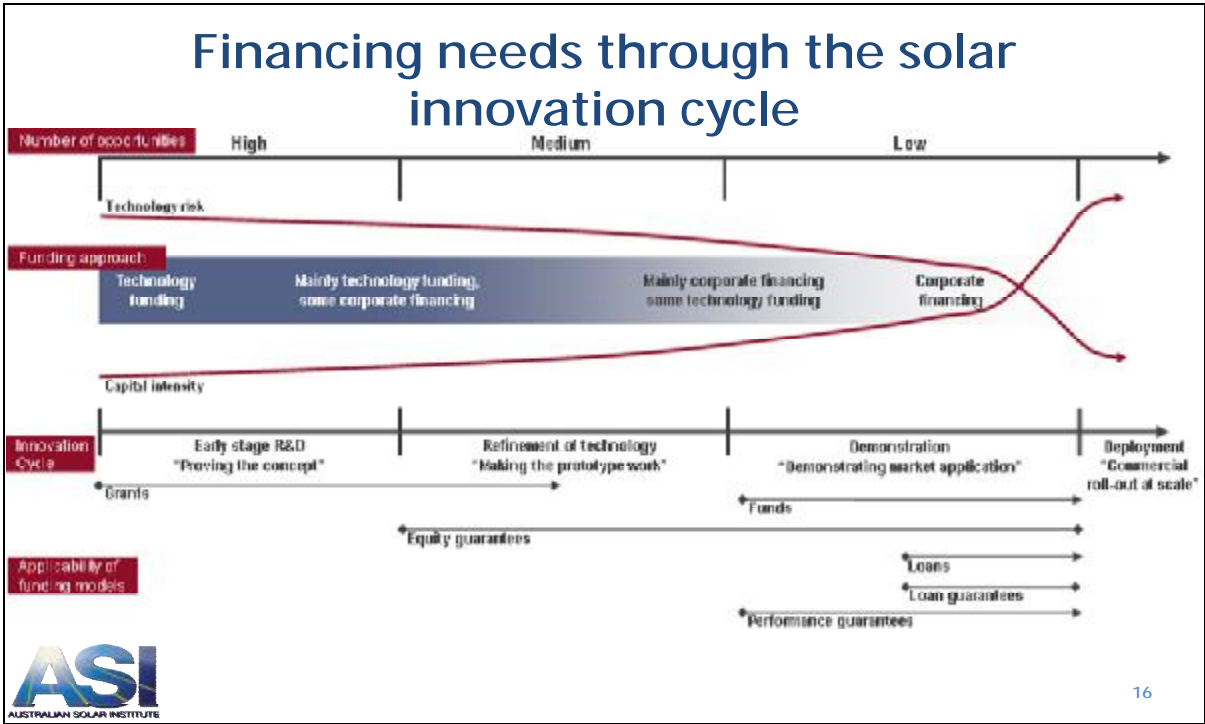 Financing needs through the solar
innovation cycle
Number of opportunities
High
Medium
Low
Technology risk
Funding approach
Technology
funding
Mainly technology funding,
some corporate financing
Mainly corporate financing
some technology funding
Corporate
financing
Capital intensity
Innovation
Cycle
Early stage R&D
"Proving the concept"
Refinement of technology
"Making the prototype work"
Demonstration
"Demonstrating market application"
Deployment
"Commercial
roll-out at scale"
Grants
Funds
Equity guarantees
Applicability of
funding models
Loans
Loan guarantees
Performance guarantees
ASI
AUSTRALIAN SOLAR INSTITUTE
16